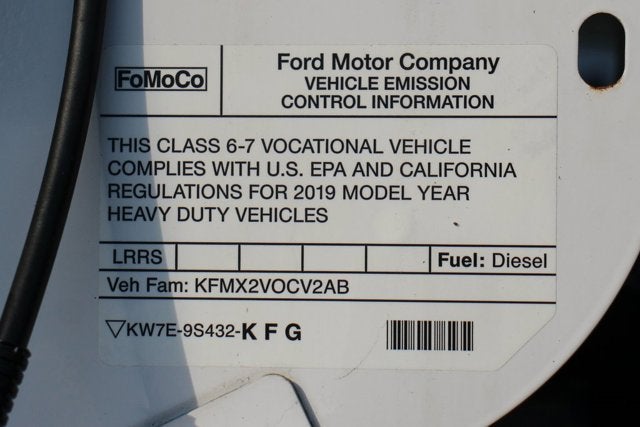 FoMoCo
Ford Motor Company
VEHICLE EMISSION
CONTROL INFORMATION
THIS CLASS 6-7 VOCATIONAL VEHICLE
COMPLIES WITH U.S. EPA AND CALIFORNIA
REGULATIONS FOR 2019 MODEL YEAR
HEAVY DUTY VEHICLES
LRRS Fuel: Diesel
Veh Fam: KFMX2VOCV2AB
▽KW7E-9S432-K F G